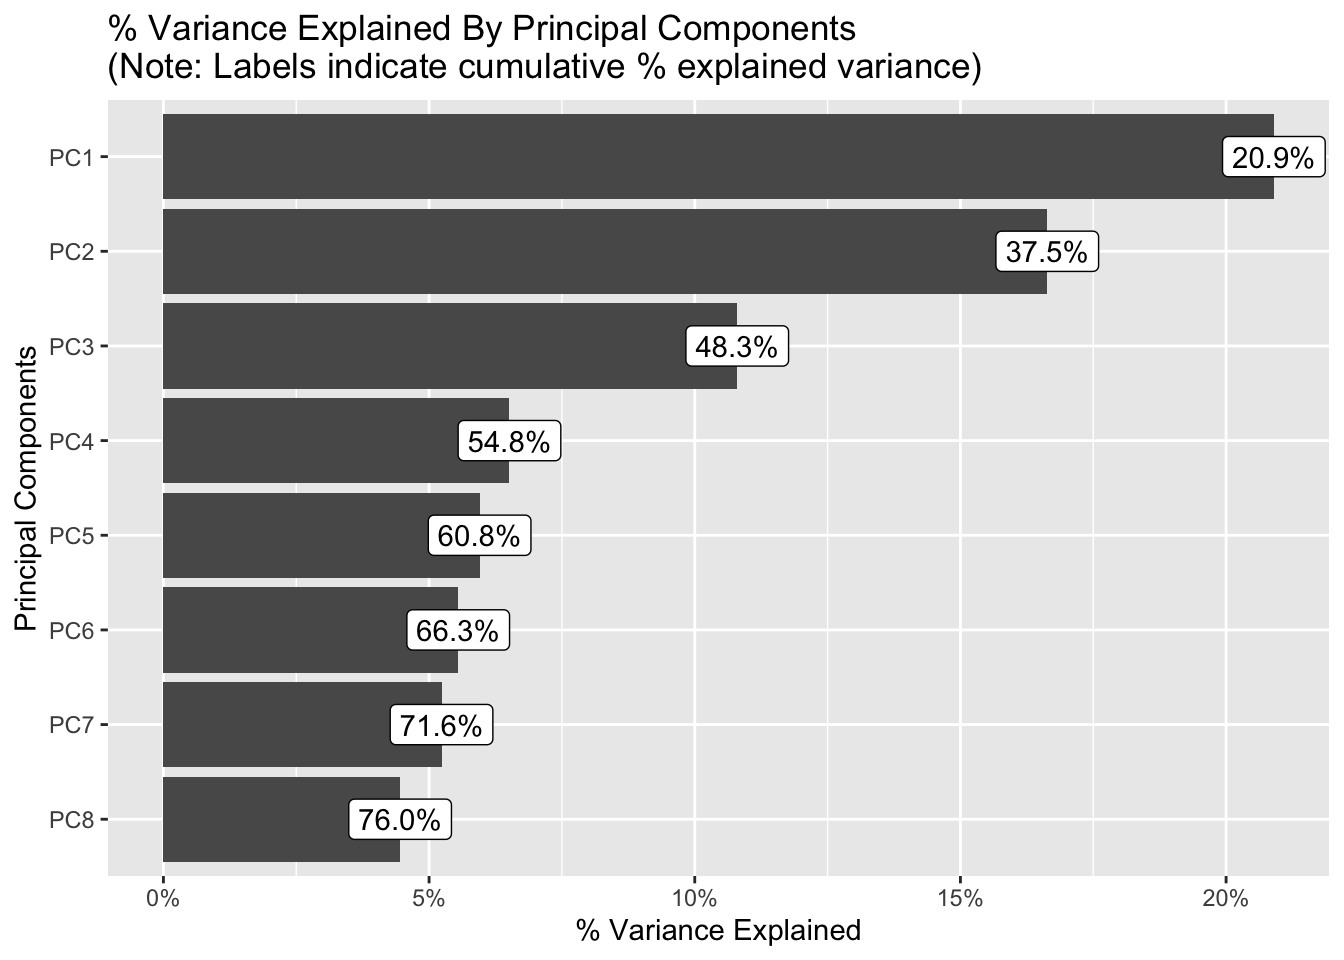 % Variance Explained By Principal Components
(Note: Labels indicate cumulative % explained variance)
Principal Components
PC1
20.9%
PC2
37.5%
PC3
48.3%
PC4
54.8%
PC5
60.8%
PC6
66.3%
PC7
71.6%
PC8
76.0%
0%
5%
10%
15%
20%
% Variance Explained